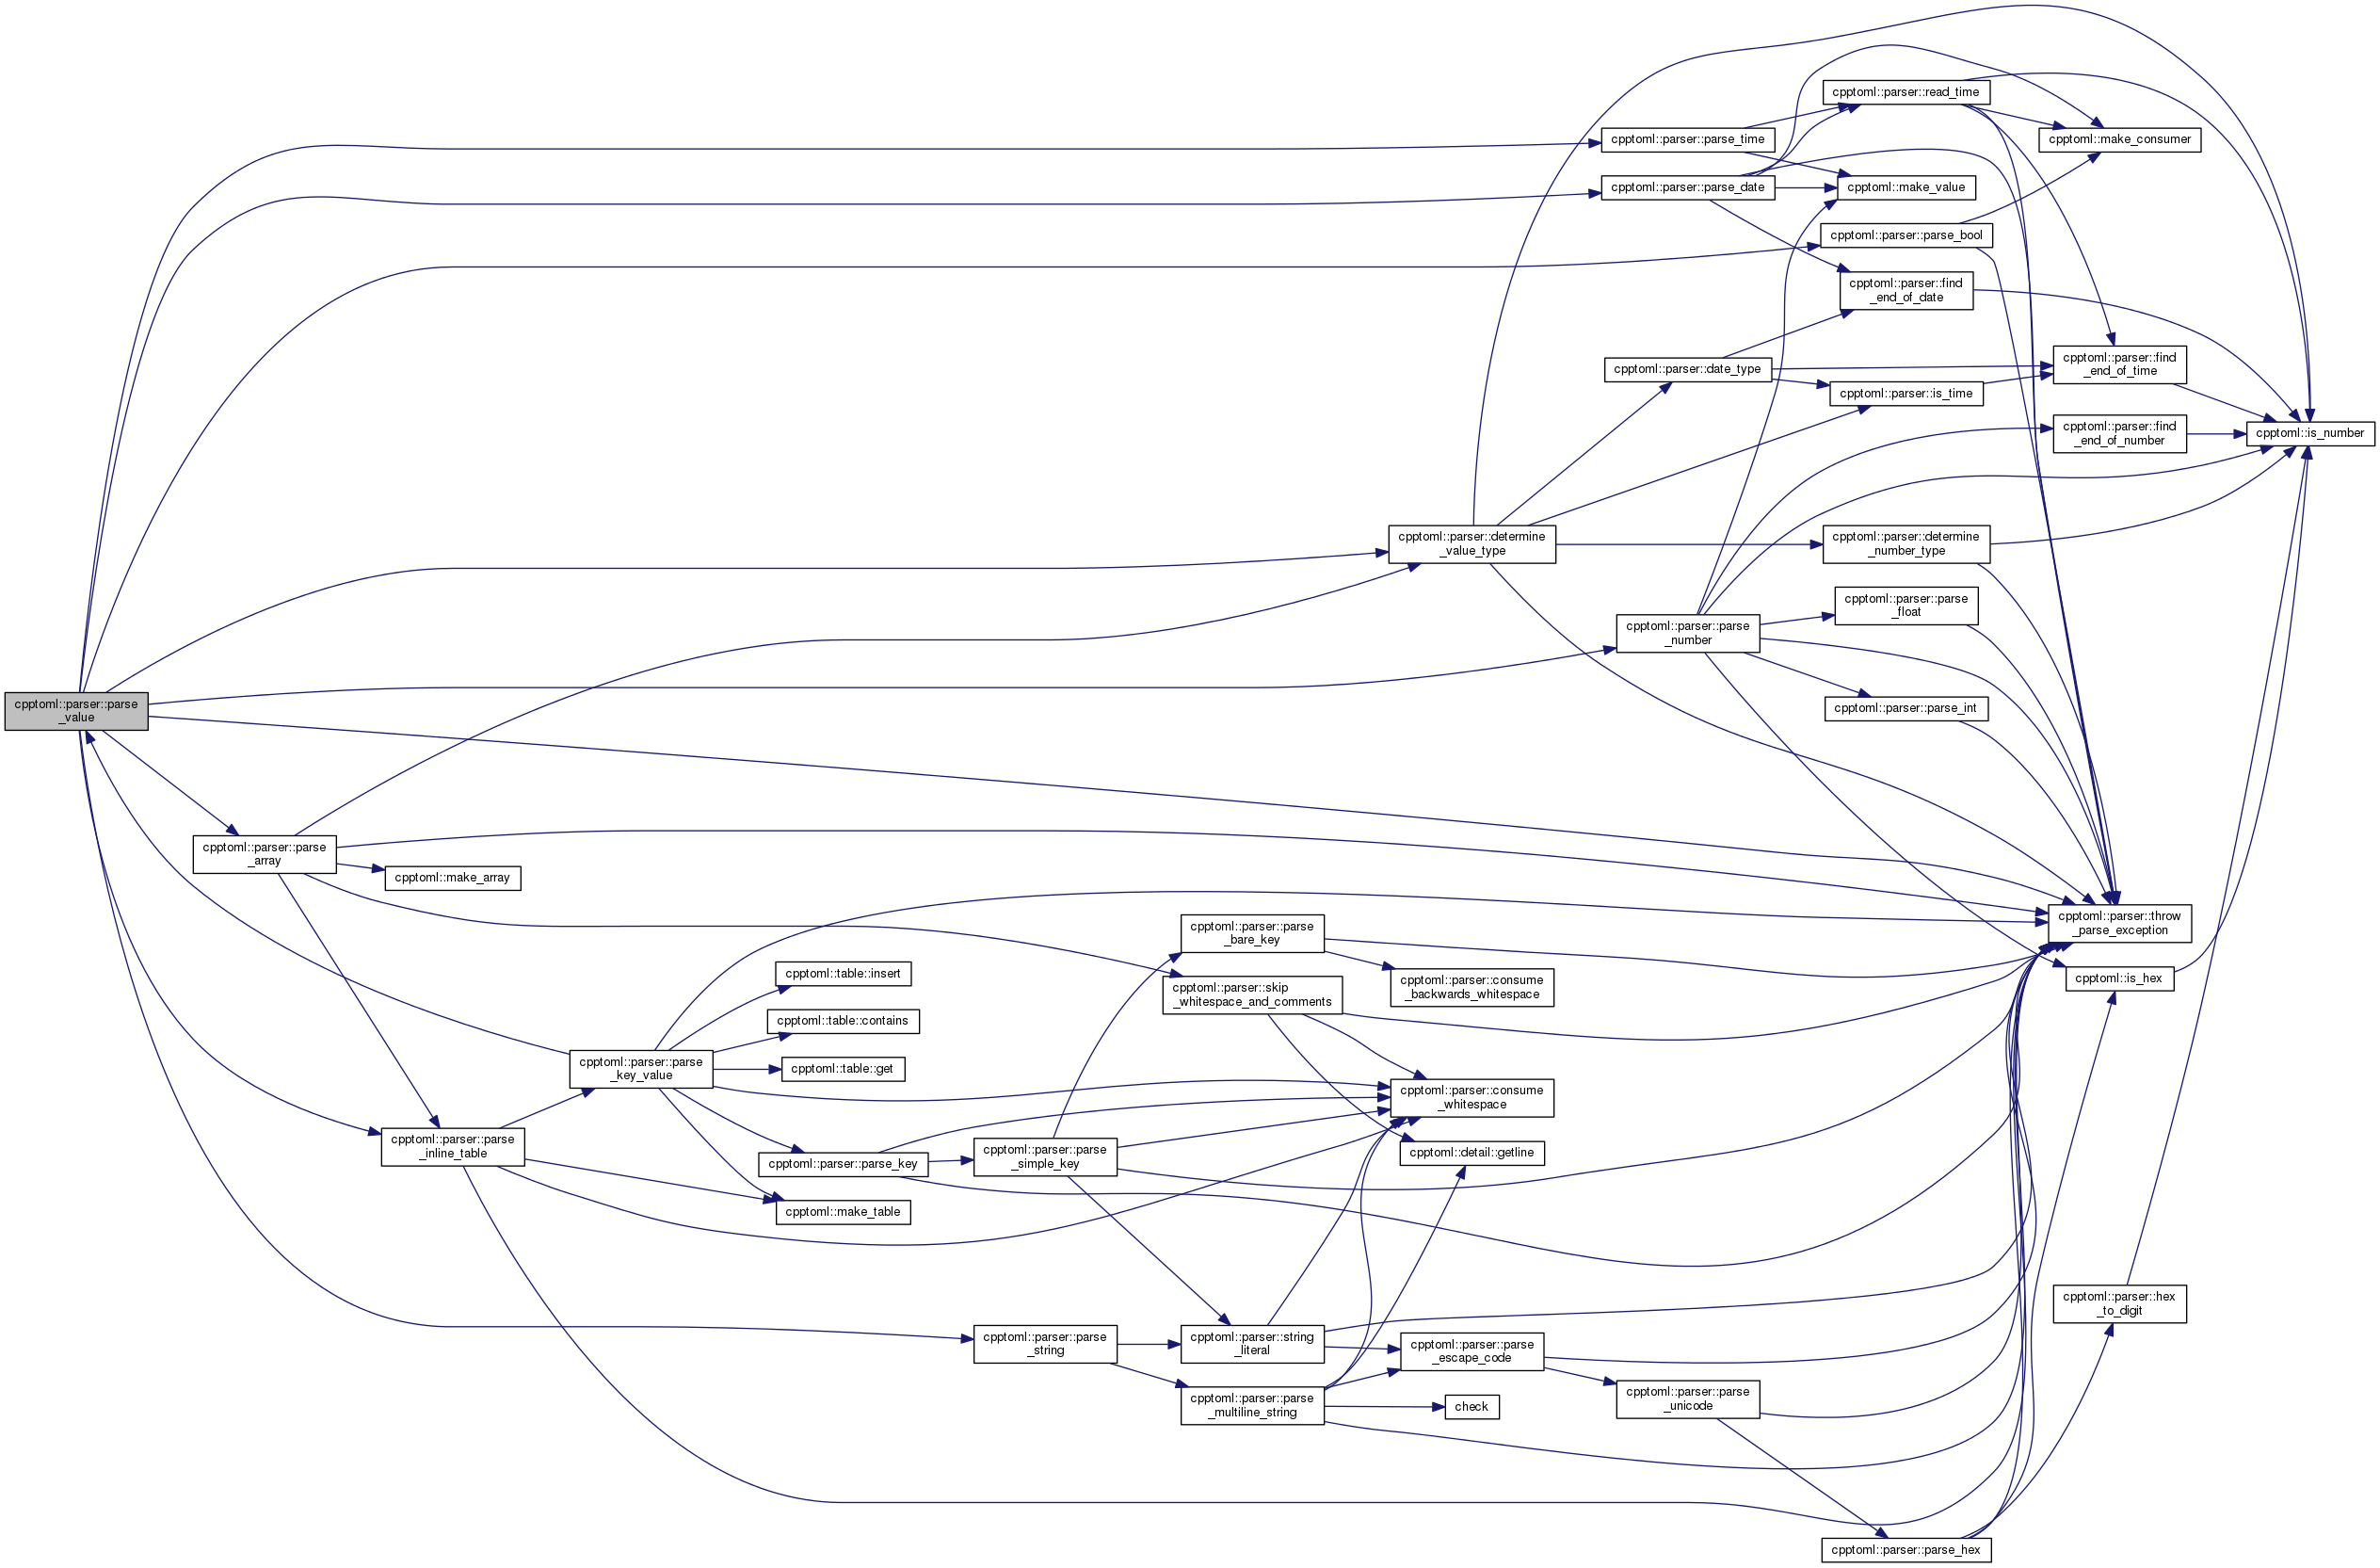 cpptoml::parser::parse
_value
cpptoml::parser::parse
_array
cpptoml::make_array
cpptoml::parser::parse
_inline_table
cpptoml::parser::parse
_key_value
cpptoml::table::insert
cpptoml::table::contains
cpptoml::table::get
cpptoml::parser::parse_key
cpptoml::make_table
cpptoml::parser::parse
_simple_key
cpptoml::parser::parse
_string
cpptoml::parser::parse
_bare_key
cpptoml::parser::skip
_whitespace_and_comments
cpptoml::parser::string
_literal
cpptoml::parser::parse
_multiline_string
cpptoml::parser::determine
_value_type
cpptoml::parser::consume
_backwards_whitespace
cpptoml::parser::consume
_whitespace
cpptoml::detail::getline
cpptoml::parser::parse
_escape_code
check
cpptoml::parser::parse_time
cpptoml::parser::parse_date
cpptoml::parser::date_type
cpptoml::parser::parse
_number
cpptoml::parser::parse
_unicode
cpptoml::parser::read_time
cpptoml::make_value
cpptoml::parser::parse_bool
cpptoml::parser::find
_end_of_date
cpptoml::parser::is_time
cpptoml::parser::determine
_number_type
cpptoml::parser::parse
_float
cpptoml::parser::parse_int
cpptoml::parser::parse_hex
cpptoml::make_consumer
cpptoml::parser::find
_end_of_time
cpptoml::parser::find
_end_of_number
cpptoml::parser::throw
_parse_exception
cpptoml::is_hex
cpptoml::parser::hex
_to_digit
cpptoml::is_number